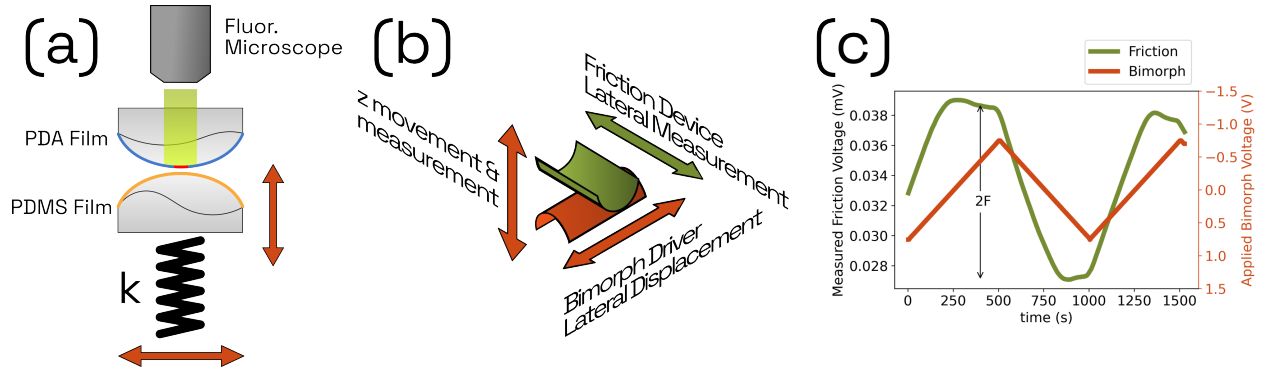 (a)
Fluor.
Microscope
PDA Film
PDMS Film
k
(b)
z movement &
measurement
Friction Device
Lateral Measurement
Bimorph Driver
Lateral Displacement
(c)
Friction
Bimorph
Measured Friction Voltage (mV)
0.038
0.036
0.034
0.032
0.030
0.028
2F
0
250
500
750
1000
1250
1500
time (s)
−1.5
−1.0
−0.5
0.0
0.5
1.0
1.5
Applied Bimorph Voltage (V)